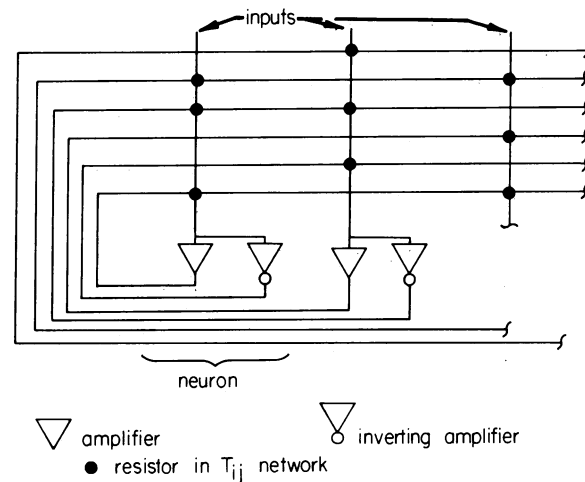 inputs
neuron
amplifier
inverting amplifier
resistor in Tij network